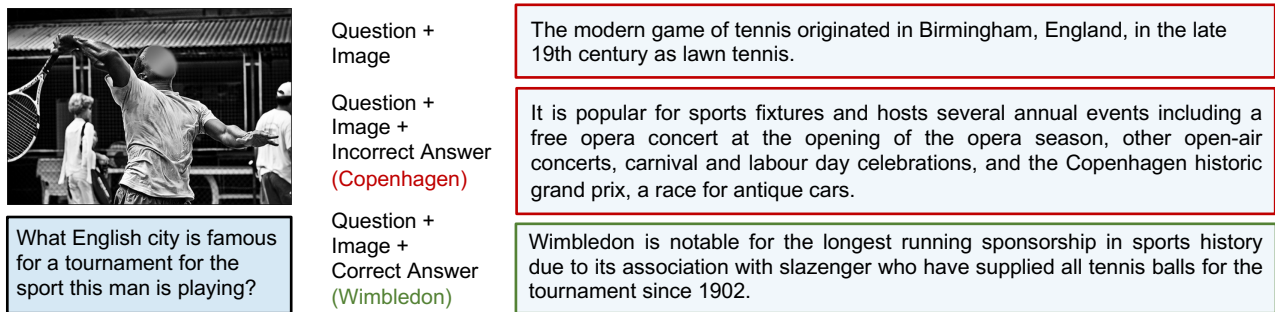 What English city is famous
for a tournament for the
sport this man is playing?
Question +
Image
The modern game of tennis originated in Birmingham, England, in the late
19th century as lawn tennis.
Question +
Image +
Incorrect Answer
(Copenhagen)
It is popular for sports fixtures and hosts several annual events including a
free opera concert at the opening of the opera season, other open-air
concerts, carnival and labour day celebrations, and the Copenhagen historic
grand prix, a race for antique cars.
Question +
Image +
Correct Answer
(Wimbledon)
Wimbledon is notable for the longest running sponsorship in sports history
due to its association with slazenger who have supplied all tennis balls for the
tournament since 1902.